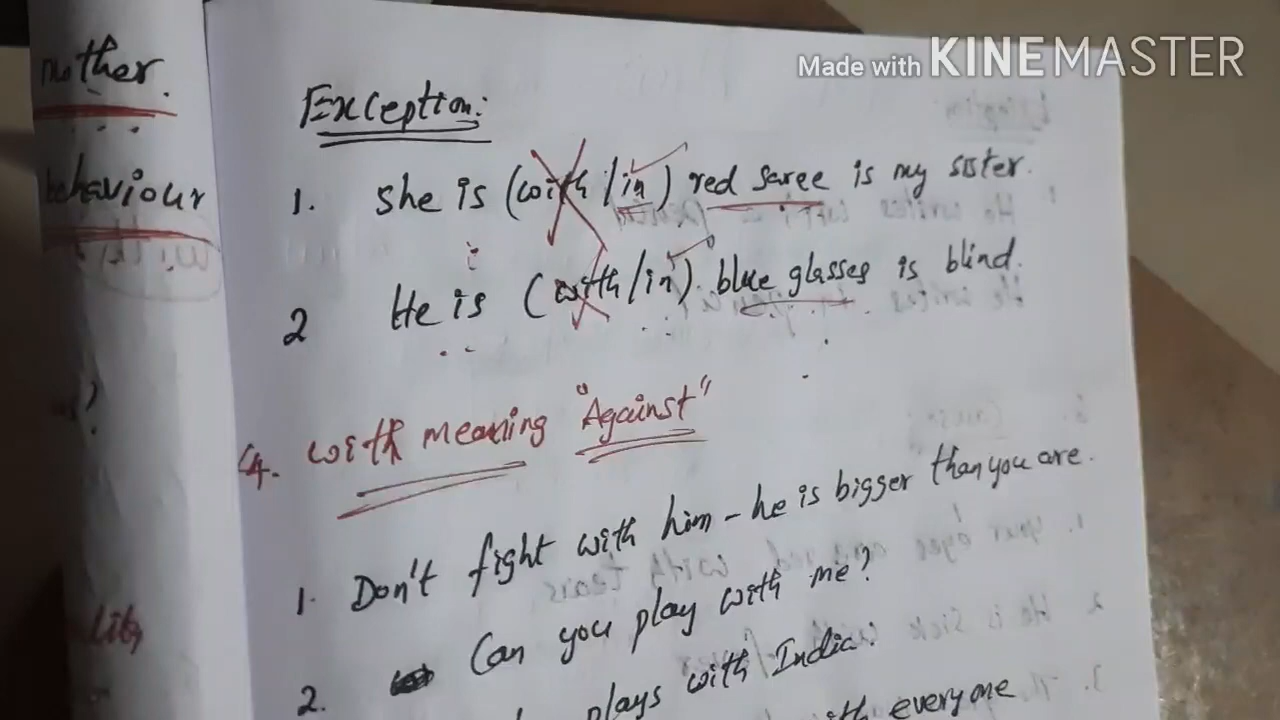 Made with KINEMASTER
mother.
behaviour
Exception:
1. She is (with / in) red saree is my sister.
2 He is (with/in) blue glasses is blind.
4. with meaning "Against"
1. Don't fight with him - he is bigger than you are.
Can you play with me?
2. plays with India.
everyone